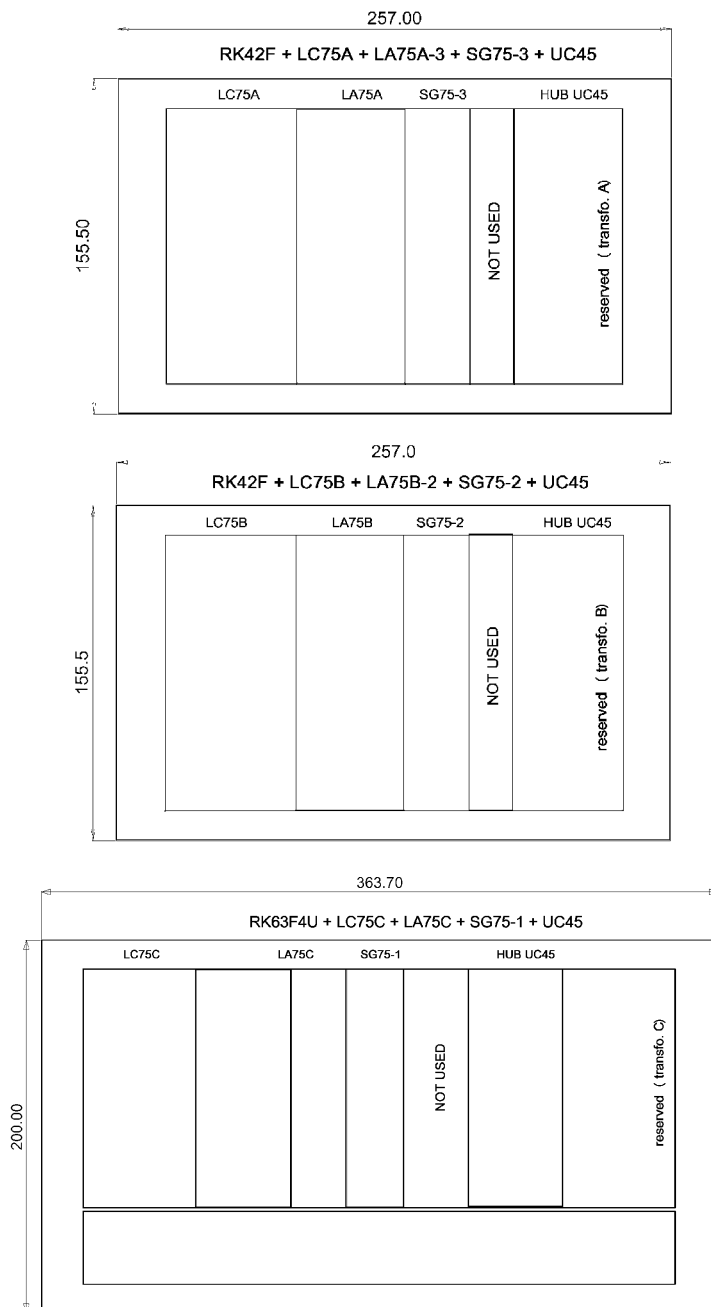 257.00
RK42F + LC75A + LA75A-3 + SG75-3 + UC45
LC75A LA75A SG75-3 HUB UC45
155.50
NOT USED
reserved ( transfo. A)
257.0
RK42F + LC75B + LA75B-2 + SG75-2 + UC45
LC75B LA75B SG75-2 HUB UC45
155.5
NOT USED
reserved ( transfo. B)
363.70
RK63F4U + LC75C + LA75C + SG75-1 + UC45
LC75C LA75C SG75-1 HUB UC45
200.00
NOT USED
reserved ( transfo. C)